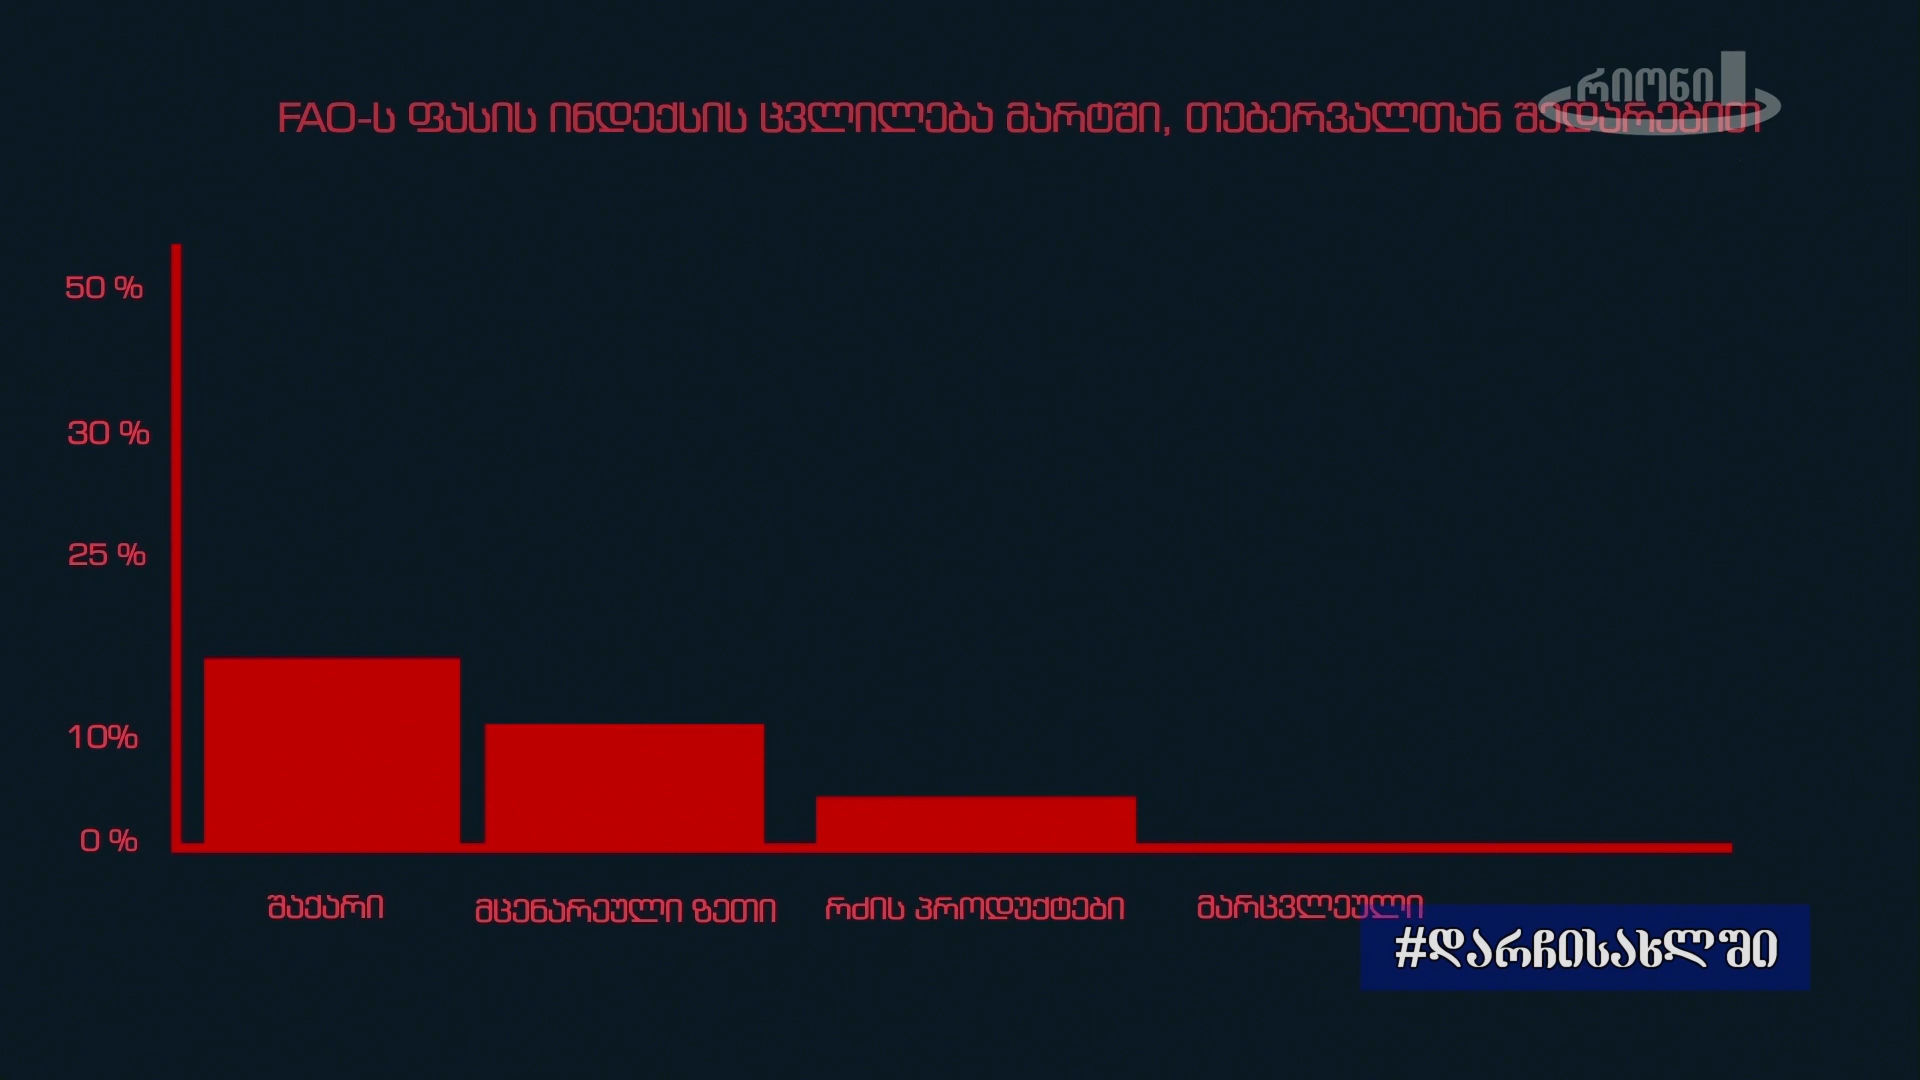 რიონი
FAO-ს ფასის ინდექსის ცვლილება მარტში, თებერვალთან შედარებით
50 %
30 %
25 %
10%
0 %
შაქარი
მცენარეული ზეთი
რძის პროდუქტები
მარცვლეული
#დარჩისახლში